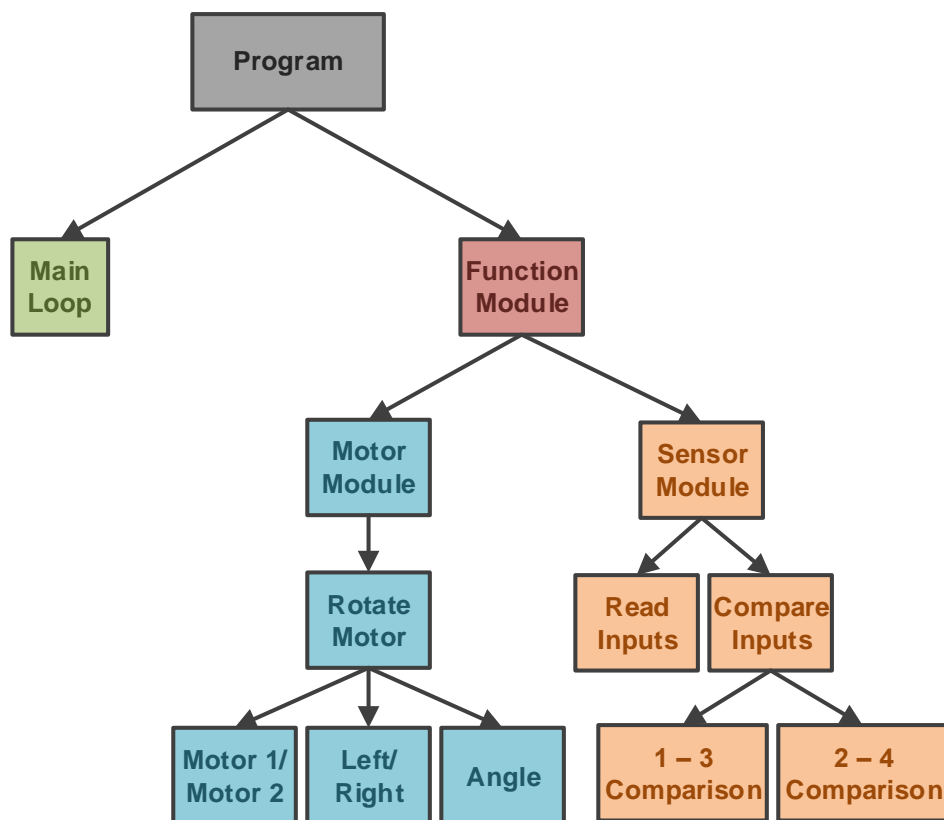 Program
Main
Loop
Function
Module
Motor
Module
Sensor
Module
Rotate
Motor
Read
Inputs
Compare
Inputs
Motor 1/
Motor 2
Left/
Right
Angle
1 – 3
Comparison
2 – 4
Comparison